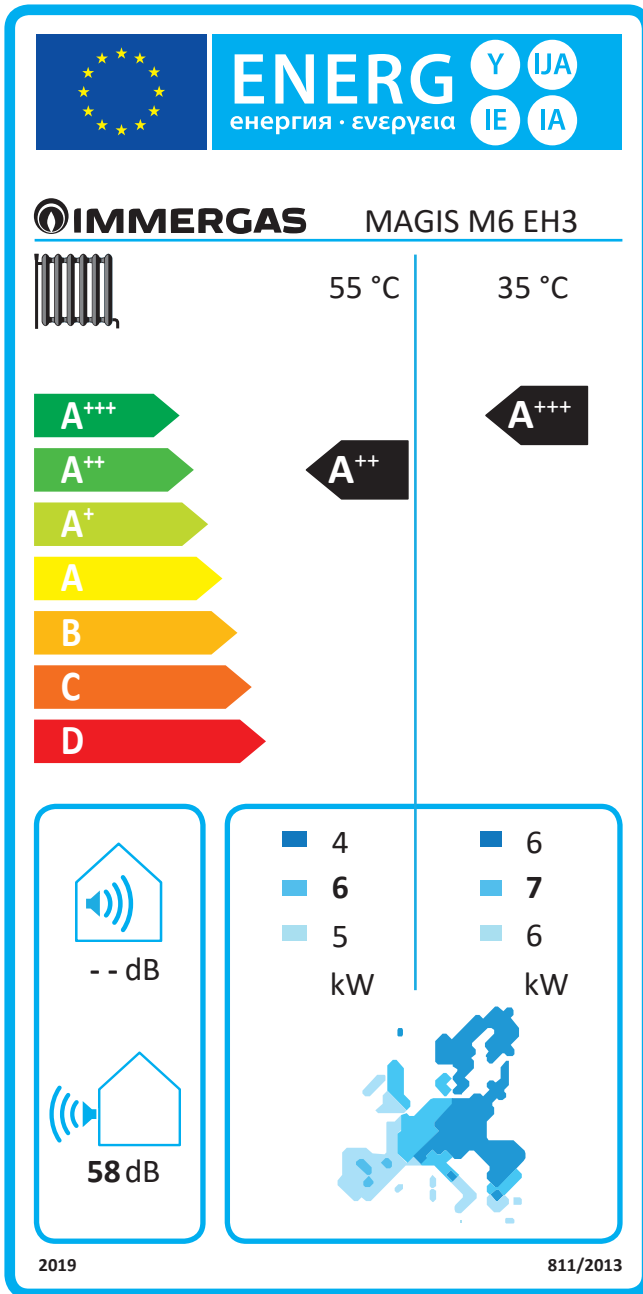 ENERG Y IJA
енергия · ενεργεια IE IA
IMMERGAS MAGIS M6 EH3
55 °C 35 °C
A+++ A+++
A++ A++
A+
A
B
C
D
4 6
6 7
5 6
kW kW
- - dB
58 dB
2019 811/2013